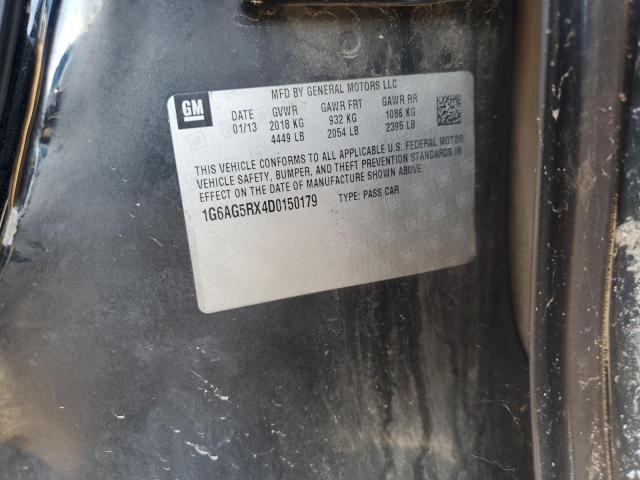 GM
MFD BY GENERAL MOTORS LLC
DATE GVWR GAWR FRT GAWR RR
01/13 2018 KG 932 KG 1086 KG
4449 LB 2054 LB 2395 LB
THIS VEHICLE CONFORMS TO ALL APPLICABLE U.S. FEDERAL MOTOR
VEHICLE SAFETY, BUMPER, AND THEFT PREVENTION STANDARDS IN
EFFECT ON THE DATE OF MANUFACTURE SHOWN ABOVE.
1G6AG5RX4D0150179 TYPE: PASS CAR